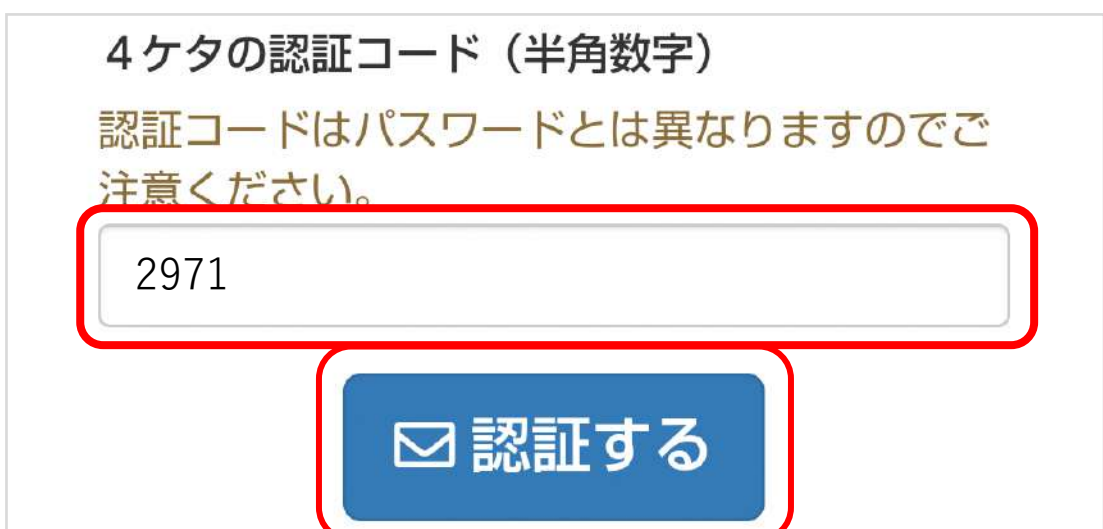 4ケタの認証コード（半角数字）
認証コードはパスワードとは異なりますのでご
注意ください。
2971
認証する